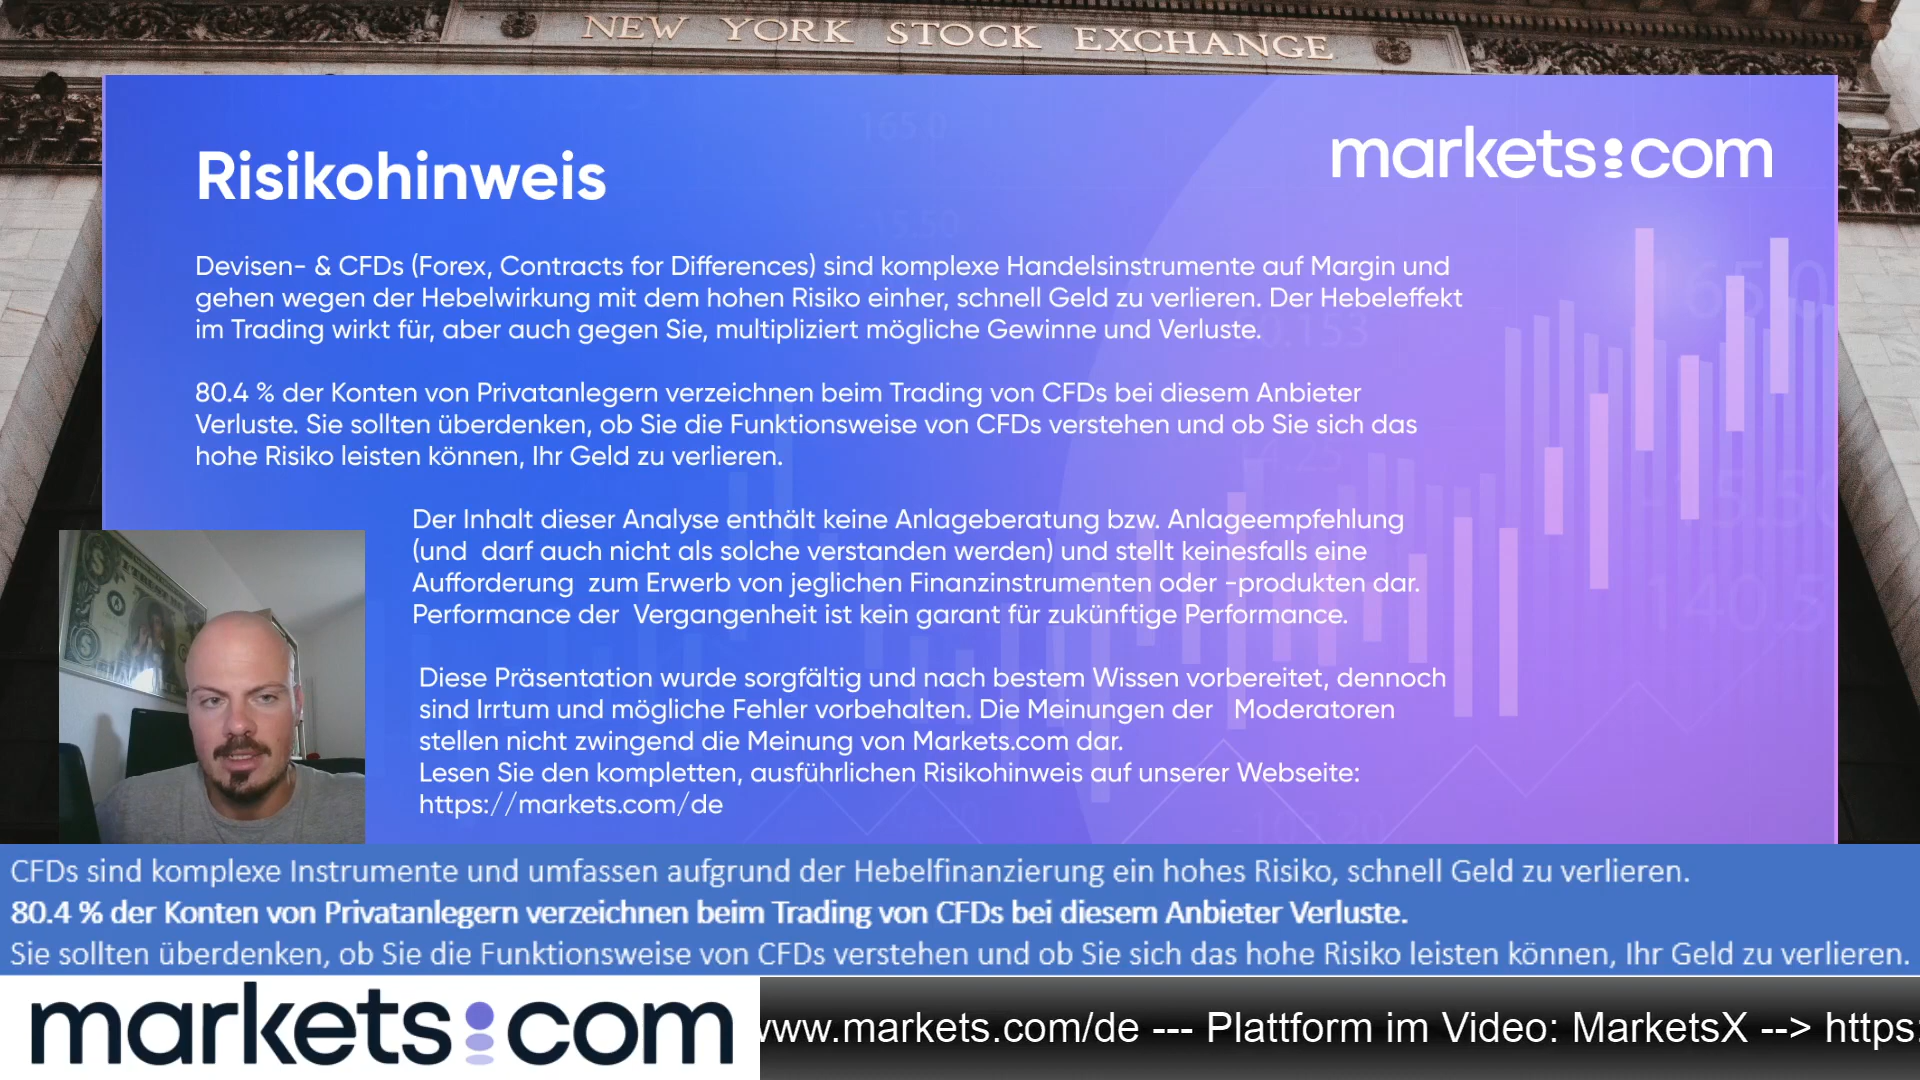 NEW YORK STOCK EXCHANGE
markets.com
Risikohinweis
Devisen- & CFDs (Forex, Contracts for Differences) sind komplexe Handelsinstrumente auf Margin und
gehen wegen der Hebelwirkung mit dem hohen Risiko einher, schnell Geld zu verlieren. Der Hebeleffekt
im Trading wirkt für, aber auch gegen Sie, multipliziert mögliche Gewinne und Verluste.
80.4 % der Konten von Privatanlegern verzeichnen beim Trading von CFDs bei diesem Anbieter
Verluste. Sie sollten überdenken, ob Sie die Funktionsweise von CFDs verstehen und ob Sie sich das
hohe Risiko leisten können, Ihr Geld zu verlieren.
Der Inhalt dieser Analyse enthält keine Anlageberatung bzw. Anlageempfehlung
(und darf auch nicht als solche verstanden werden) und stellt keinesfalls eine
Aufforderung zum Erwerb von jeglichen Finanzinstrumenten oder -produkten dar.
Performance der Vergangenheit ist kein garant für zukünftige Performance.
Diese Präsentation wurde sorgfältig und nach bestem Wissen vorbereitet, dennoch
sind Irrtum und mögliche Fehler vorbehalten. Die Meinungen der Moderatoren
stellen nicht zwingend die Meinung von Markets.com dar.
Lesen Sie den kompletten, ausführlichen Risikohinweis auf unserer Webseite:
https://markets.com/de
CFDs sind komplexe Instrumente und umfassen aufgrund der Hebelfinanzierung ein hohes Risiko, schnell Geld zu verlieren.
80.4 % der Konten von Privatanlegern verzeichnen beim Trading von CFDs bei diesem Anbieter Verluste.
Sie sollten überdenken, ob Sie die Funktionsweise von CFDs verstehen und ob Sie sich das hohe Risiko leisten können, Ihr Geld zu verlieren.
markets.com
www.markets.com/de --- Plattform im Video: MarketsX --> https: